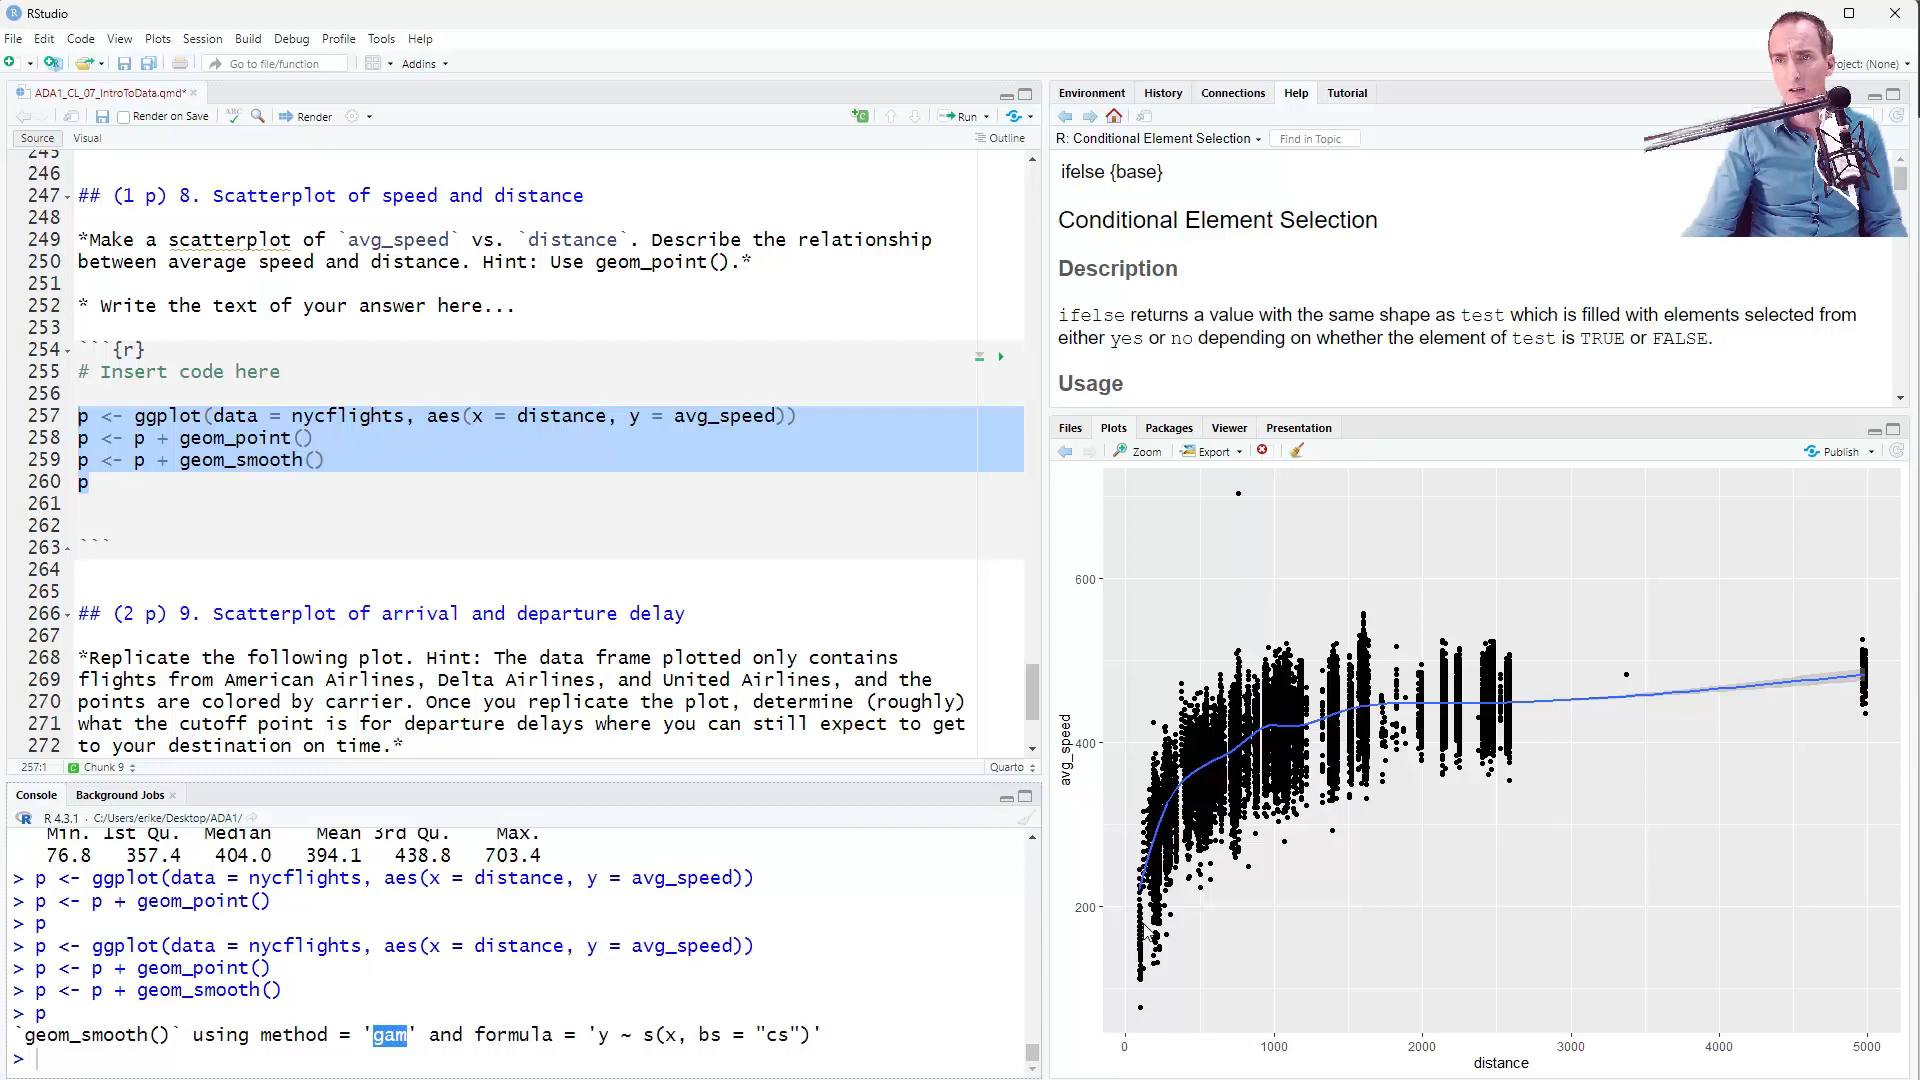 RStudio
File Edit Code View Plots Session Build Debug Profile Tools Help
Go to file/function Addins
roject: (None)
ADA1_CL_07_IntroToData.qmd*
Render on Save ABC Render Run
Source Visual Outline
245
246
247 ## (1 p) 8. Scatterplot of speed and distance
248
249 *Make a scatterplot of `avg_speed` vs. `distance`. Describe the relationship
250 between average speed and distance. Hint: Use geom_point().*
251
252 * Write the text of your answer here...
253
254 ```{r}
255 # Insert code here
256
257 p <- ggplot(data = nycflights, aes(x = distance, y = avg_speed))
258 p <- p + geom_point()
259 p <- p + geom_smooth()
260 p
261
262
263 ```
264
265
266 ## (2 p) 9. Scatterplot of arrival and departure delay
267
268 *Replicate the following plot. Hint: The data frame plotted only contains
269 flights from American Airlines, Delta Airlines, and United Airlines, and the
270 points are colored by carrier. Once you replicate the plot, determine (roughly)
271 what the cutoff point is for departure delays where you can still expect to get
272 to your destination on time.*
257:1 Chunk 9 Quarto
Console Background Jobs
R 4.3.1 · C:/Users/erike/Desktop/ADA1/
Min. 1st Qu. Median Mean 3rd Qu. Max.
76.8 357.4 404.0 394.1 438.8 703.4
> p <- ggplot(data = nycflights, aes(x = distance, y = avg_speed))
> p <- p + geom_point()
> p
> p <- ggplot(data = nycflights, aes(x = distance, y = avg_speed))
> p <- p + geom_point()
> p <- p + geom_smooth()
> p
`geom_smooth()` using method = 'gam' and formula = 'y ~ s(x, bs = "cs")'
>
Environment History Connections Help Tutorial
R: Conditional Element Selection Find in Topic
ifelse {base}
Conditional Element Selection
Description
ifelse returns a value with the same shape as test which is filled with elements selected from
either yes or no depending on whether the element of test is TRUE or FALSE.
Usage
Files Plots Packages Viewer Presentation
Zoom Export Publish
600
400
200
avg_speed
0 1000 2000 3000 4000 5000
distance